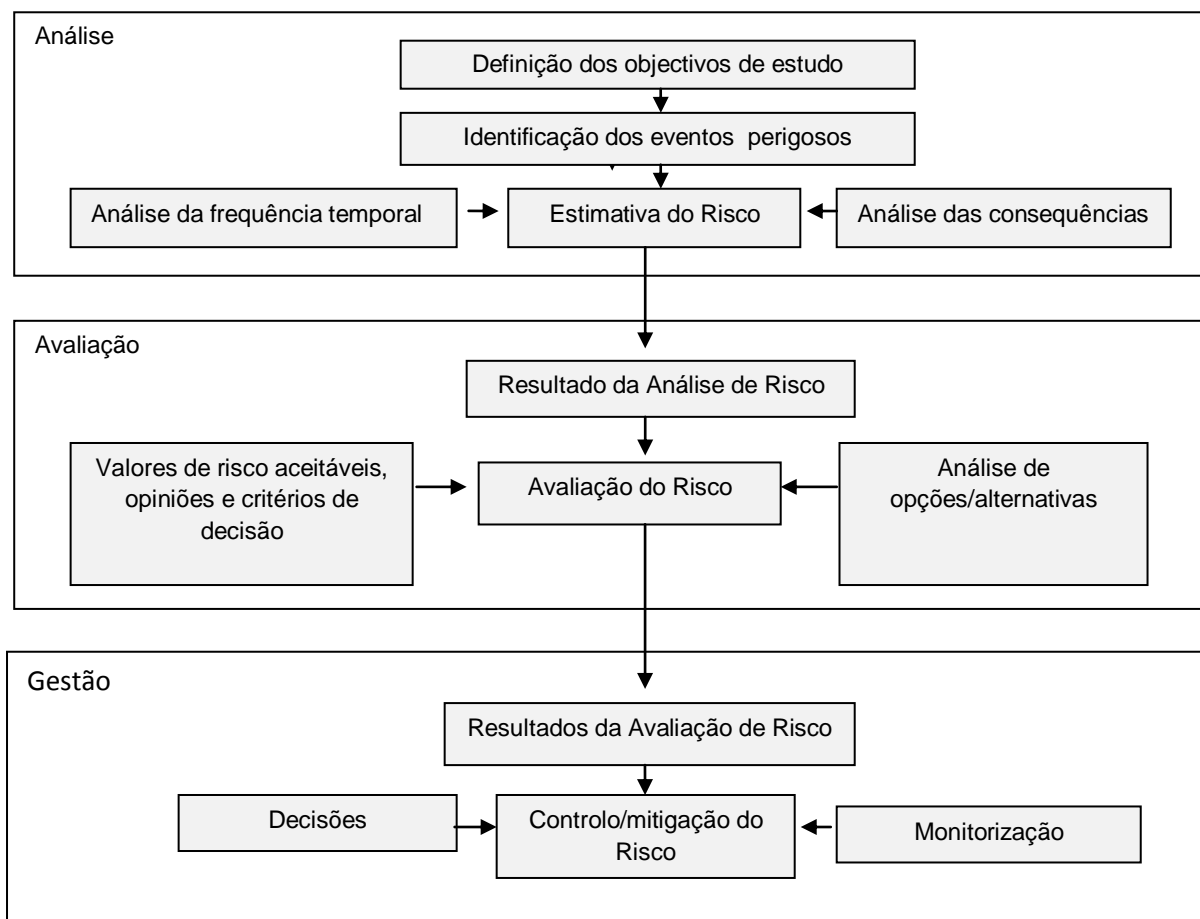 Análise
Definição dos objectivos de estudo
Identificação dos eventos perigosos
Análise da frequência temporal
Estimativa do Risco
Análise das consequências
Avaliação
Resultado da Análise de Risco
Valores de risco aceitáveis,
opiniões e critérios de
decisão
Avaliação do Risco
Análise de
opções/alternativas
Gestão
Resultados da Avaliação de Risco
Decisões
Controlo/mitigação do
Risco
Monitorização